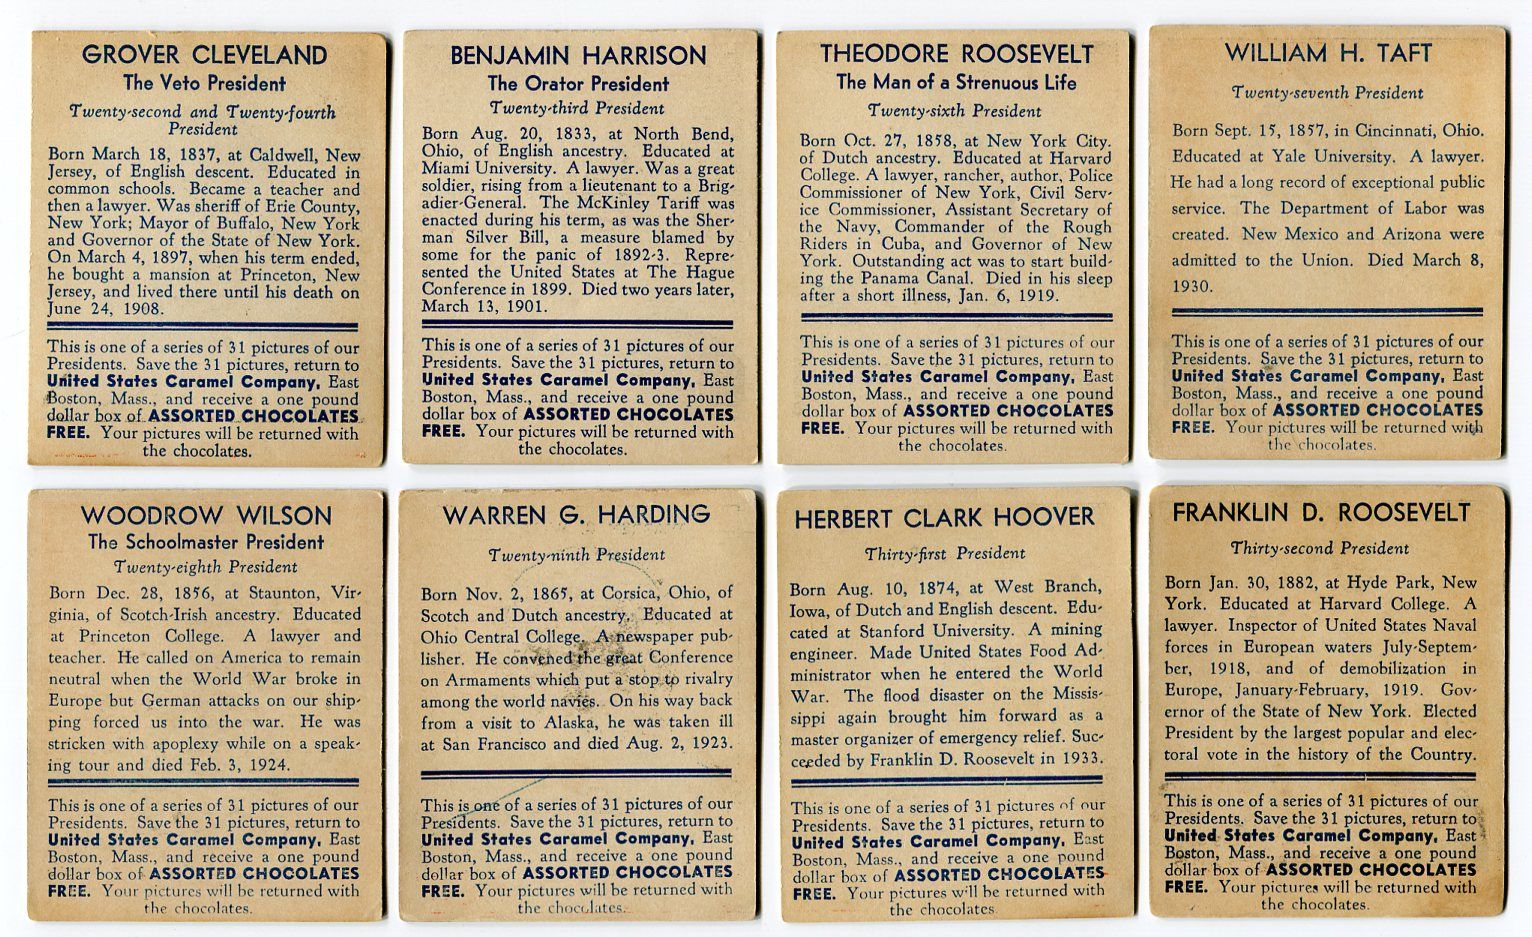 GROVER CLEVELAND
The Veto President
Twenty-second and Twenty-fourth
President
Born March 18, 1837, at Caldwell, New
Jersey, of English descent. Educated in
common schools. Became a teacher and
then a lawyer. Was sheriff of Erie County,
New York; Mayor of Buffalo, New York
and Governor of the State of New York.
On March 4, 1897, when his term ended,
he bought a mansion at Princeton, New
Jersey, and lived there until his death on
June 24, 1908.
This is one of a series of 31 pictures of our
Presidents. Save the 31 pictures, return to
United States Caramel Company, East
Boston, Mass., and receive a one pound
dollar box of ASSORTED CHOCOLATES
FREE. Your pictures will be returned with
the chocolates.
BENJAMIN HARRISON
The Orator President
Twenty-third President
Born Aug. 20, 1833, at North Bend,
Ohio, of English ancestry. Educated at
Miami University. A lawyer. Was a great
soldier, rising from a lieutenant to a Brig-
adier-General. The McKinley Tariff was
enacted during his term, as was the Sher-
man Silver Bill, a measure blamed by
some for the panic of 1892-3. Repre-
sented the United States at The Hague
Conference in 1899. Died two years later,
March 13, 1901.
This is one of a series of 31 pictures of our
Presidents. Save the 31 pictures, return to
United States Caramel Company, East
Boston, Mass., and receive a one pound
dollar box of ASSORTED CHOCOLATES
FREE. Your pictures will be returned with
the chocolates.
THEODORE ROOSEVELT
The Man of a Strenuous Life
Twenty-sixth President
Born Oct. 27, 1858, at New York City.
of Dutch ancestry. Educated at Harvard
College. A lawyer, rancher, author, Police
Commissioner of New York, Civil Serv-
ice Commissioner, Assistant Secretary of
the Navy, Commander of the Rough
Riders in Cuba, and Governor of New
York. Outstanding act was to start build-
ing the Panama Canal. Died in his sleep
after a short illness, Jan. 6, 1919.
This is one of a series of 31 pictures of our
Presidents. Save the 31 pictures, return to
United States Caramel Company, East
Boston, Mass., and receive a one pound
dollar box of ASSORTED CHOCOLATES
FREE. Your pictures will be returned with
the chocolates.
WILLIAM H. TAFT
Twenty-seventh President
Born Sept. 15, 1857, in Cincinnati, Ohio.
Educated at Yale University. A lawyer.
He had a long record of exceptional public
service. The Department of Labor was
created. New Mexico and Arizona were
admitted to the Union. Died March 8,
1930.
This is one of a series of 31 pictures of our
Presidents. Save the 31 pictures, return to
United States Caramel Company, East
Boston, Mass., and receive a one pound
dollar box of ASSORTED CHOCOLATES
FREE. Your pictures will be returned with
the chocolates.
WOODROW WILSON
The Schoolmaster President
Twenty-eighth President
Born Dec. 28, 1856, at Staunton, Vir-
ginia, of Scotch-Irish ancestry. Educated
at Princeton College. A lawyer and
teacher. He called on America to remain
neutral when the World War broke in
Europe but German attacks on our ship-
ping forced us into the war. He was
stricken with apoplexy while on a speak-
ing tour and died Feb. 3, 1924.
This is one of a series of 31 pictures of our
Presidents. Save the 31 pictures, return to
United States Caramel Company, East
Boston, Mass., and receive a one pound
dollar box of ASSORTED CHOCOLATES
FREE. Your pictures will be returned with
the chocolates.
WARREN G. HARDING
Twenty-ninth President
Born Nov. 2, 1865, at Corsica, Ohio, of
Scotch and Dutch ancestry. Educated at
Ohio Central College. A newspaper pub-
lisher. He convened the great Conference
on Armaments which put a stop to rivalry
among the world navies. On his way back
from a visit to Alaska, he was taken ill
at San Francisco and died Aug. 2, 1923.
This is one of a series of 31 pictures of our
Presidents. Save the 31 pictures, return to
United States Caramel Company, East
Boston, Mass., and receive a one pound
dollar box of ASSORTED CHOCOLATES
FREE. Your pictures will be returned with
the chocolates.
HERBERT CLARK HOOVER
Thirty-first President
Born Aug. 10, 1874, at West Branch,
Iowa, of Dutch and English descent. Edu-
cated at Stanford University. A mining
engineer. Made United States Food Ad-
ministrator when he entered the World
War. The flood disaster on the Missis-
sippi again brought him forward as a
master organizer of emergency relief. Suc-
ceeded by Franklin D. Roosevelt in 1933.
This is one of a series of 31 pictures of our
Presidents. Save the 31 pictures, return to
United States Caramel Company, East
Boston, Mass., and receive a one pound
dollar box of ASSORTED CHOCOLATES
FREE. Your pictures will be returned with
the chocolates.
FRANKLIN D. ROOSEVELT
Thirty-second President
Born Jan. 30, 1882, at Hyde Park, New
York. Educated at Harvard College. A
lawyer. Inspector of United States Naval
forces in European waters July-Septem-
ber, 1918, and of demobilization in
Europe, January-February, 1919. Gov-
ernor of the State of New York. Elected
President by the largest popular and elec-
toral vote in the history of the Country.
This is one of a series of 31 pictures of our
Presidents. Save the 31 pictures, return to
United States Caramel Company, East
Boston, Mass., and receive a one pound
dollar box of ASSORTED CHOCOLATES
FREE. Your pictures will be returned with
the chocolates.